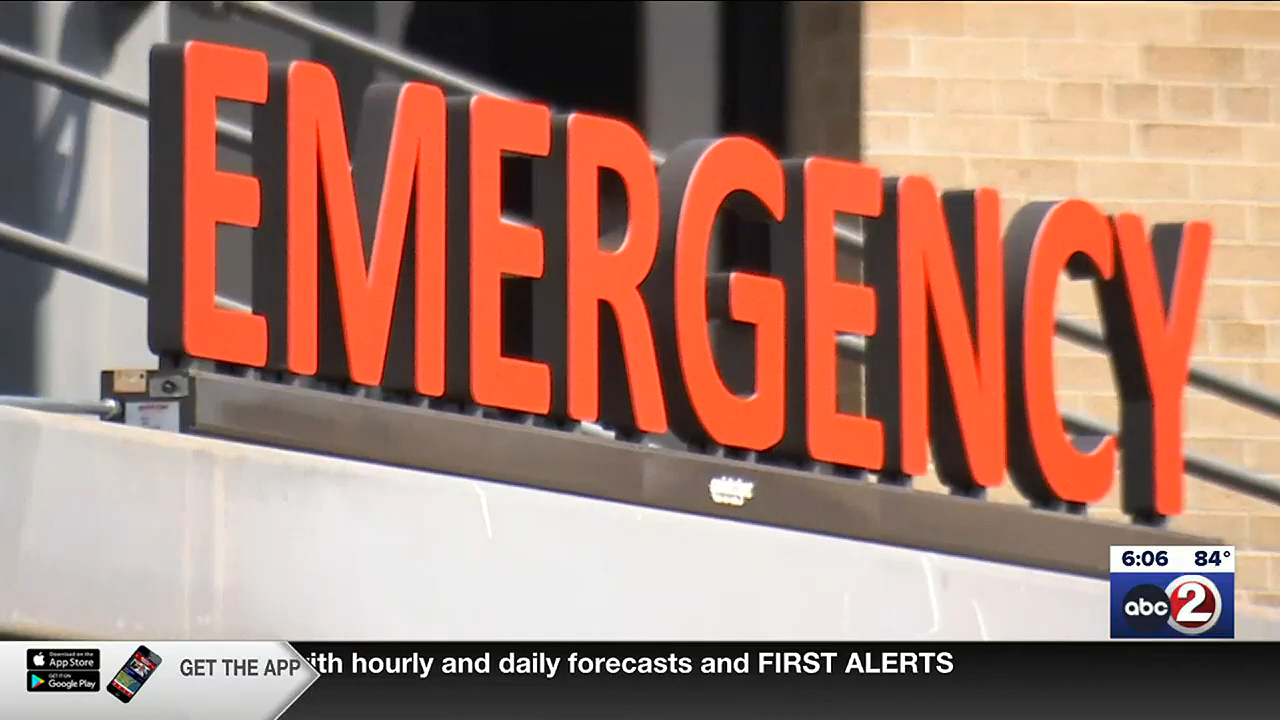 EMERGENCY
6:06 84°
abc 2
Download on the
App Store
GET IT ON
Google Play
GET THE APP
ith hourly and daily forecasts and FIRST ALERTS